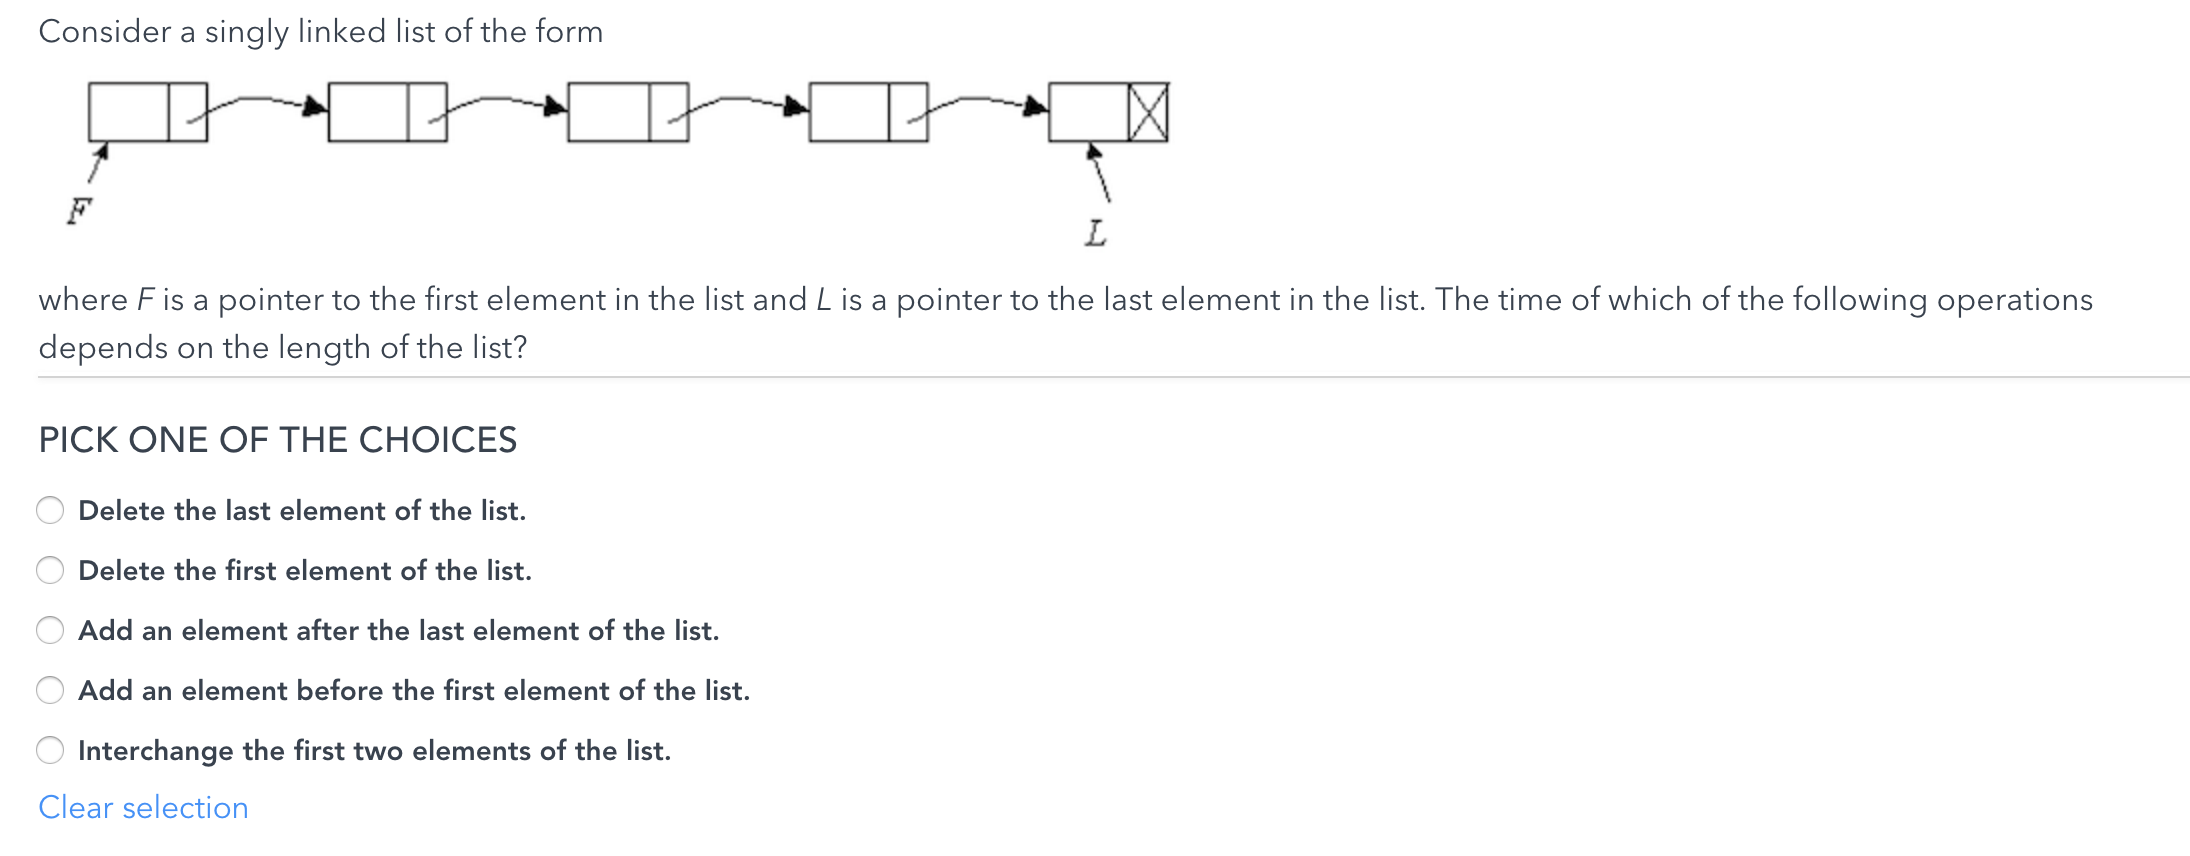 Consider a singly linked list of the form
F
L
where F is a pointer to the first element in the list and L is a pointer to the last element in the list. The time of which of the following operations
depends on the length of the list?
PICK ONE OF THE CHOICES
Delete the last element of the list.
Delete the first element of the list.
Add an element after the last element of the list.
Add an element before the first element of the list.
Interchange the first two elements of the list.
Clear selection